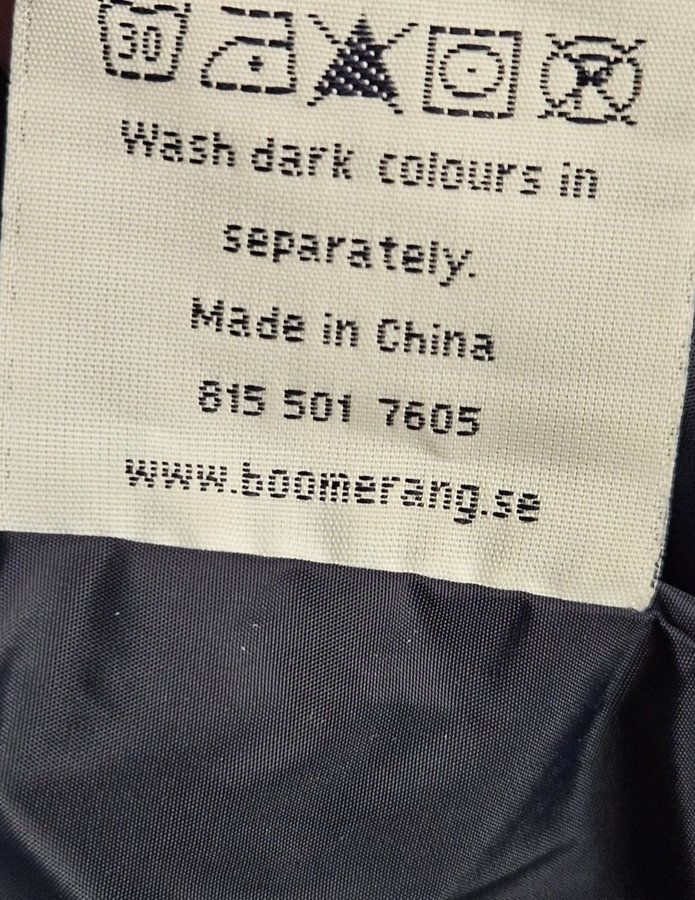 30
Wash dark colours in
separately.
Made in China
815 501 7605
www.boomerang.se